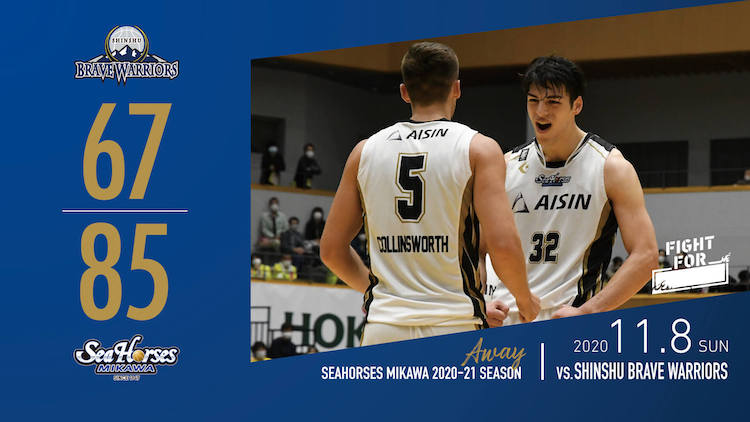 SHINSHU
BRAVE WARRIORS
67
85
SeaHorses
MIKAWA
AISIN
5
COLLINSWORTH
SeaHorses
AISIN
32
HOK
FIGHT
FOR
Away
SEAHORSES MIKAWA 2020-21 SEASON
2020 11.8 SUN
VS. SHINSHU BRAVE WARRIORS